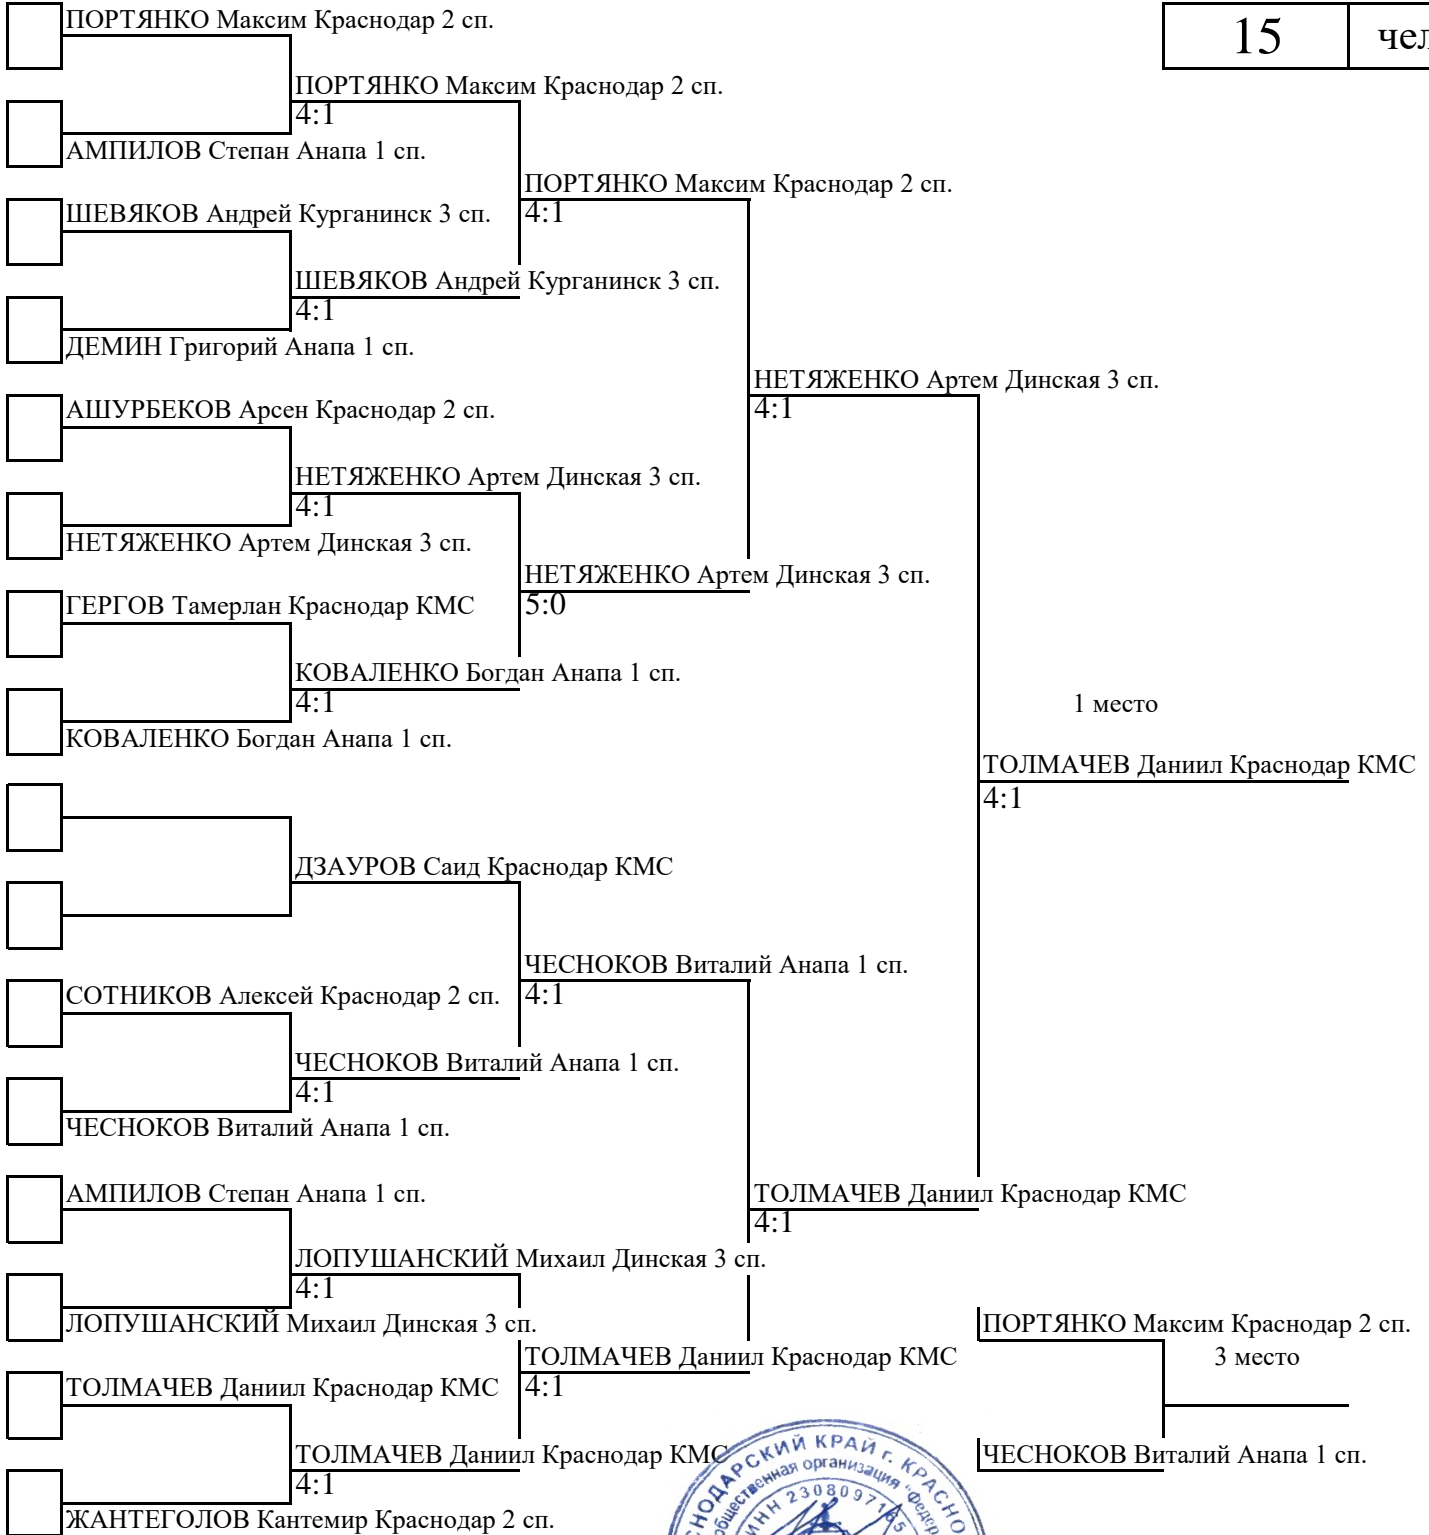 ПОРТЯНКО Максим Краснодар 2 сп.
15 чел
ПОРТЯНКО Максим Краснодар 2 сп.
4:1
АМПИЛОВ Степан Анапа 1 сп.
ПОРТЯНКО Максим Краснодар 2 сп.
4:1
ШЕВЯКОВ Андрей Курганинск 3 сп.
ШЕВЯКОВ Андрей Курганинск 3 сп.
4:1
ДЕМИН Григорий Анапа 1 сп.
НЕТЯЖЕНКО Артем Динская 3 сп.
4:1
АШУРБЕКОВ Арсен Краснодар 2 сп.
НЕТЯЖЕНКО Артем Динская 3 сп.
4:1
НЕТЯЖЕНКО Артем Динская 3 сп.
НЕТЯЖЕНКО Артем Динская 3 сп.
5:0
ГЕРГОВ Тамерлан Краснодар КМС
КОВАЛЕНКО Богдан Анапа 1 сп.
4:1
1 место
КОВАЛЕНКО Богдан Анапа 1 сп.
ТОЛМАЧЕВ Даниил Краснодар КМС
4:1
ДЗАУРОВ Саид Краснодар КМС
ЧЕСНОКОВ Виталий Анапа 1 сп.
4:1
СОТНИКОВ Алексей Краснодар 2 сп.
ЧЕСНОКОВ Виталий Анапа 1 сп.
4:1
ЧЕСНОКОВ Виталий Анапа 1 сп.
АМПИЛОВ Степан Анапа 1 сп.
ТОЛМАЧЕВ Даниил Краснодар КМС
4:1
ЛОПУШАНСКИЙ Михаил Динская 3 сп.
4:1
ЛОПУШАНСКИЙ Михаил Динская 3 сп.
ПОРТЯНКО Максим Краснодар 2 сп.
ТОЛМАЧЕВ Даниил Краснодар КМС
4:1
3 место
ТОЛМАЧЕВ Даниил Краснодар КМС
ТОЛМАЧЕВ Даниил Краснодар КМС
4:1
ЧЕСНОКОВ Виталий Анапа 1 сп.
ЖАНТЕГОЛОВ Кантемир Краснодар 2 сп.
СНОДАРСКИЙ КРАЙ г. КРАСНО
общественная организация "Федер
ИНН 2308097165